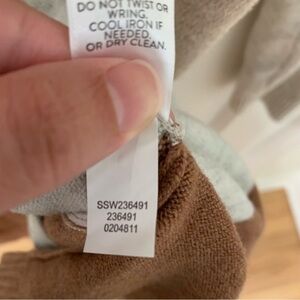 DO NOT TWIST OR
WRING.
COOL IRON IF
NEEDED.
OR DRY CLEAN.
SSW236491
236491
0204811